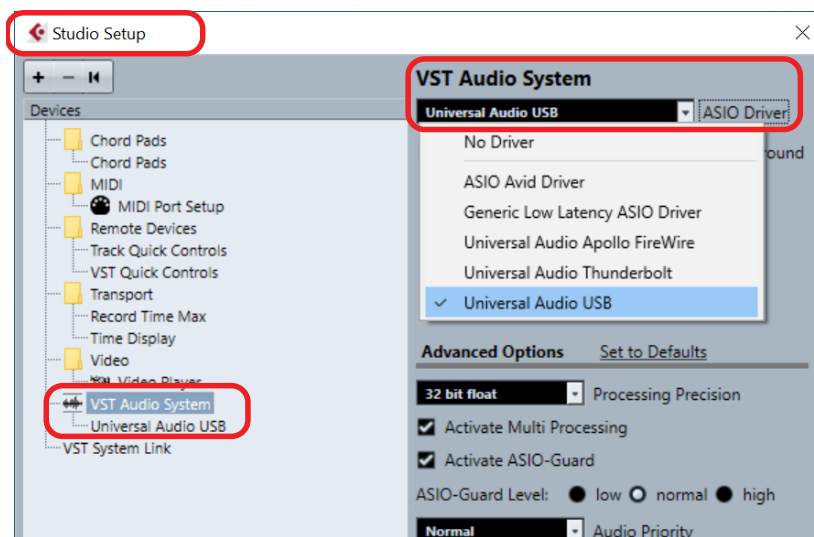 Studio Setup
+ -
Devices
Chord Pads
Chord Pads
MIDI
MIDI Port Setup
Remote Devices
Track Quick Controls
VST Quick Controls
Transport
Record Time Max
Time Display
Video
Video Player
VST Audio System
Universal Audio USB
VST System Link
VST Audio System
Universal Audio USB ASIO Driver
No Driver
ound
ASIO Avid Driver
Generic Low Latency ASIO Driver
Universal Audio Apollo FireWire
Universal Audio Thunderbolt
Universal Audio USB
Advanced Options Set to Defaults
32 bit float Processing Precision
Activate Multi Processing
Activate ASIO-Guard
ASIO-Guard Level: low normal high
Normal Audio Priority